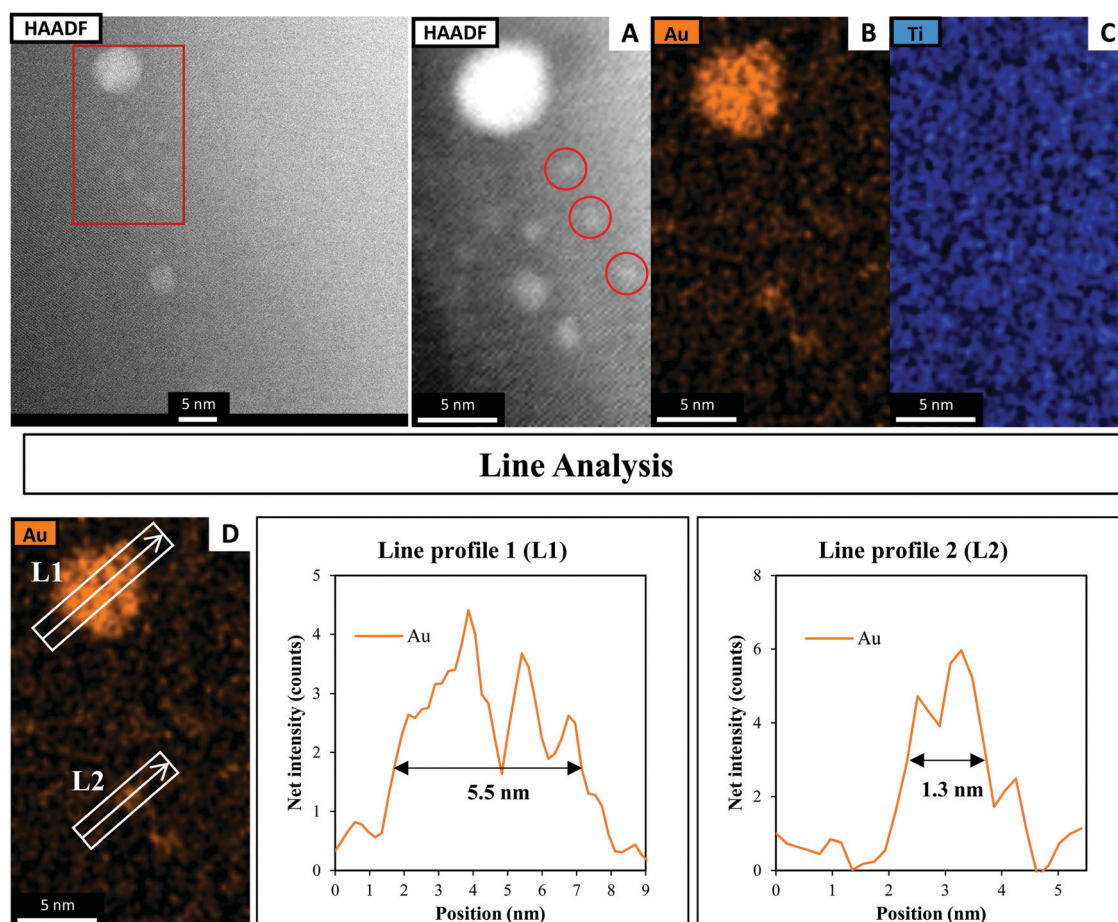 HAADF
5 nm
HAADF
A
5 nm
Au
B
5 nm
Ti
C
5 nm
Line Analysis
Au
D
L1
L2
5 nm
Line profile 1 (L1)
Net intensity (counts)
5
4
3
2
1
0
Au
5.5 nm
0 1 2 3 4 5 6 7 8 9
Position (nm)
Line profile 2 (L2)
Net intensity (counts)
8
6
4
2
0
Au
1.3 nm
0 1 2 3 4 5
Position (nm)